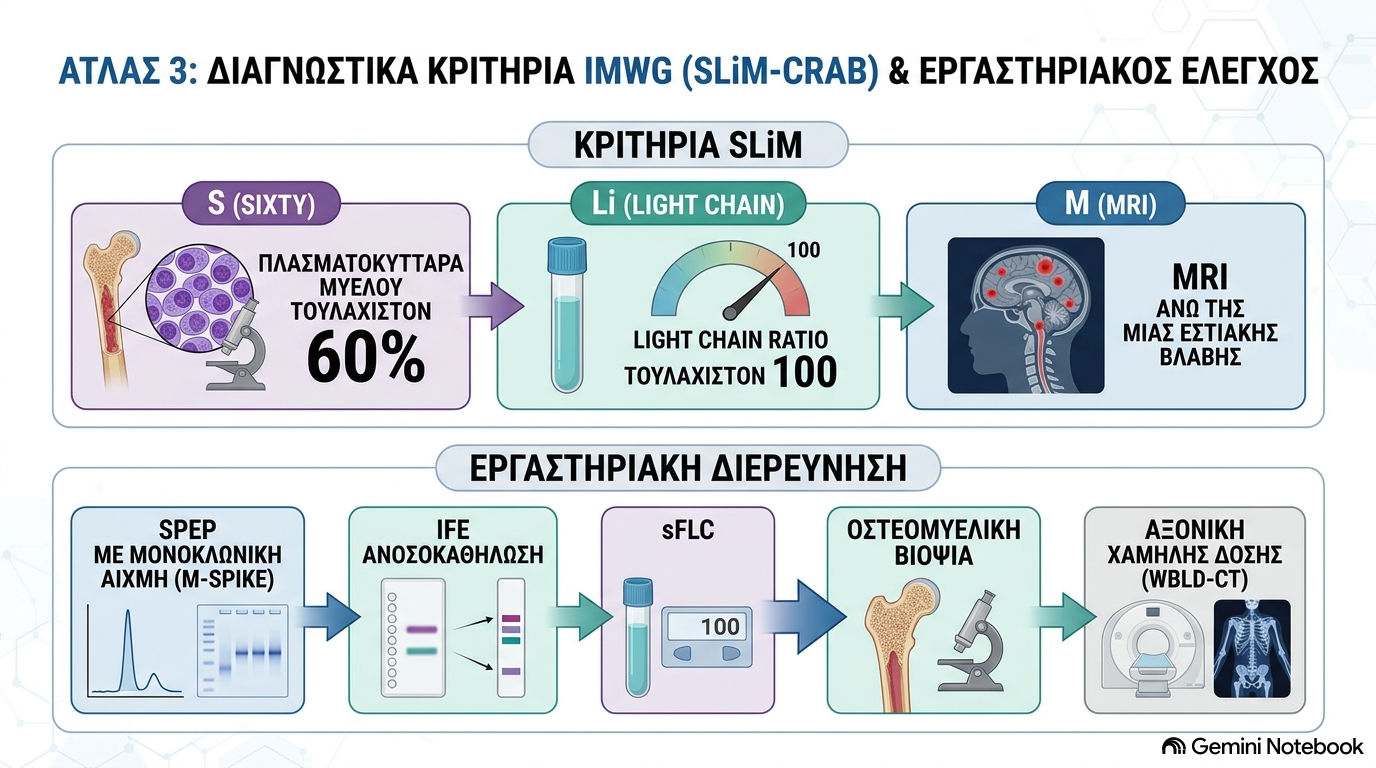 ΑΤΛΑΣ 3: ΔΙΑΓΝΩΣΤΙΚΑ ΚΡΙΤΗΡΙΑ IMWG (SLiM-CRAB) & ΕΡΓΑΣΤΗΡΙΑΚΟΣ ΕΛΕΓΧΟΣ
ΚΡΙΤΗΡΙΑ SLiM
S (SIXTY)
ΠΛΑΣΜΑΤΟΚΥΤΤΑΡΑ
ΜΥΕΛΟΥ
ΤΟΥΛΑΧΙΣΤΟΝ
60%
Li (LIGHT CHAIN)
100
LIGHT CHAIN RATIO
ΤΟΥΛΑΧΙΣΤΟΝ 100
M (MRI)
MRI
ΑΝΩ ΤΗΣ
ΜΙΑΣ ΕΣΤΙΑΚΗΣ
ΒΛΑΒΗΣ
ΕΡΓΑΣΤΗΡΙΑΚΗ ΔΙΕΡΕΥΝΗΣΗ
SPEP
ΜΕ ΜΟΝΟΚΛΩΝΙΚΗ
ΑΙΧΜΗ (M-SPIKE)
IFE
ΑΝΟΣΟΚΑΘΗΛΩΣΗ
sFLC
100
ΟΣΤΕΟΜΥΕΛΙΚΗ
ΒΙΟΨΙΑ
ΑΞΟΝΙΚΗ
ΧΑΜΗΛΗΣ ΔΟΣΗΣ
(WBLD-CT)
Gemini Notebook